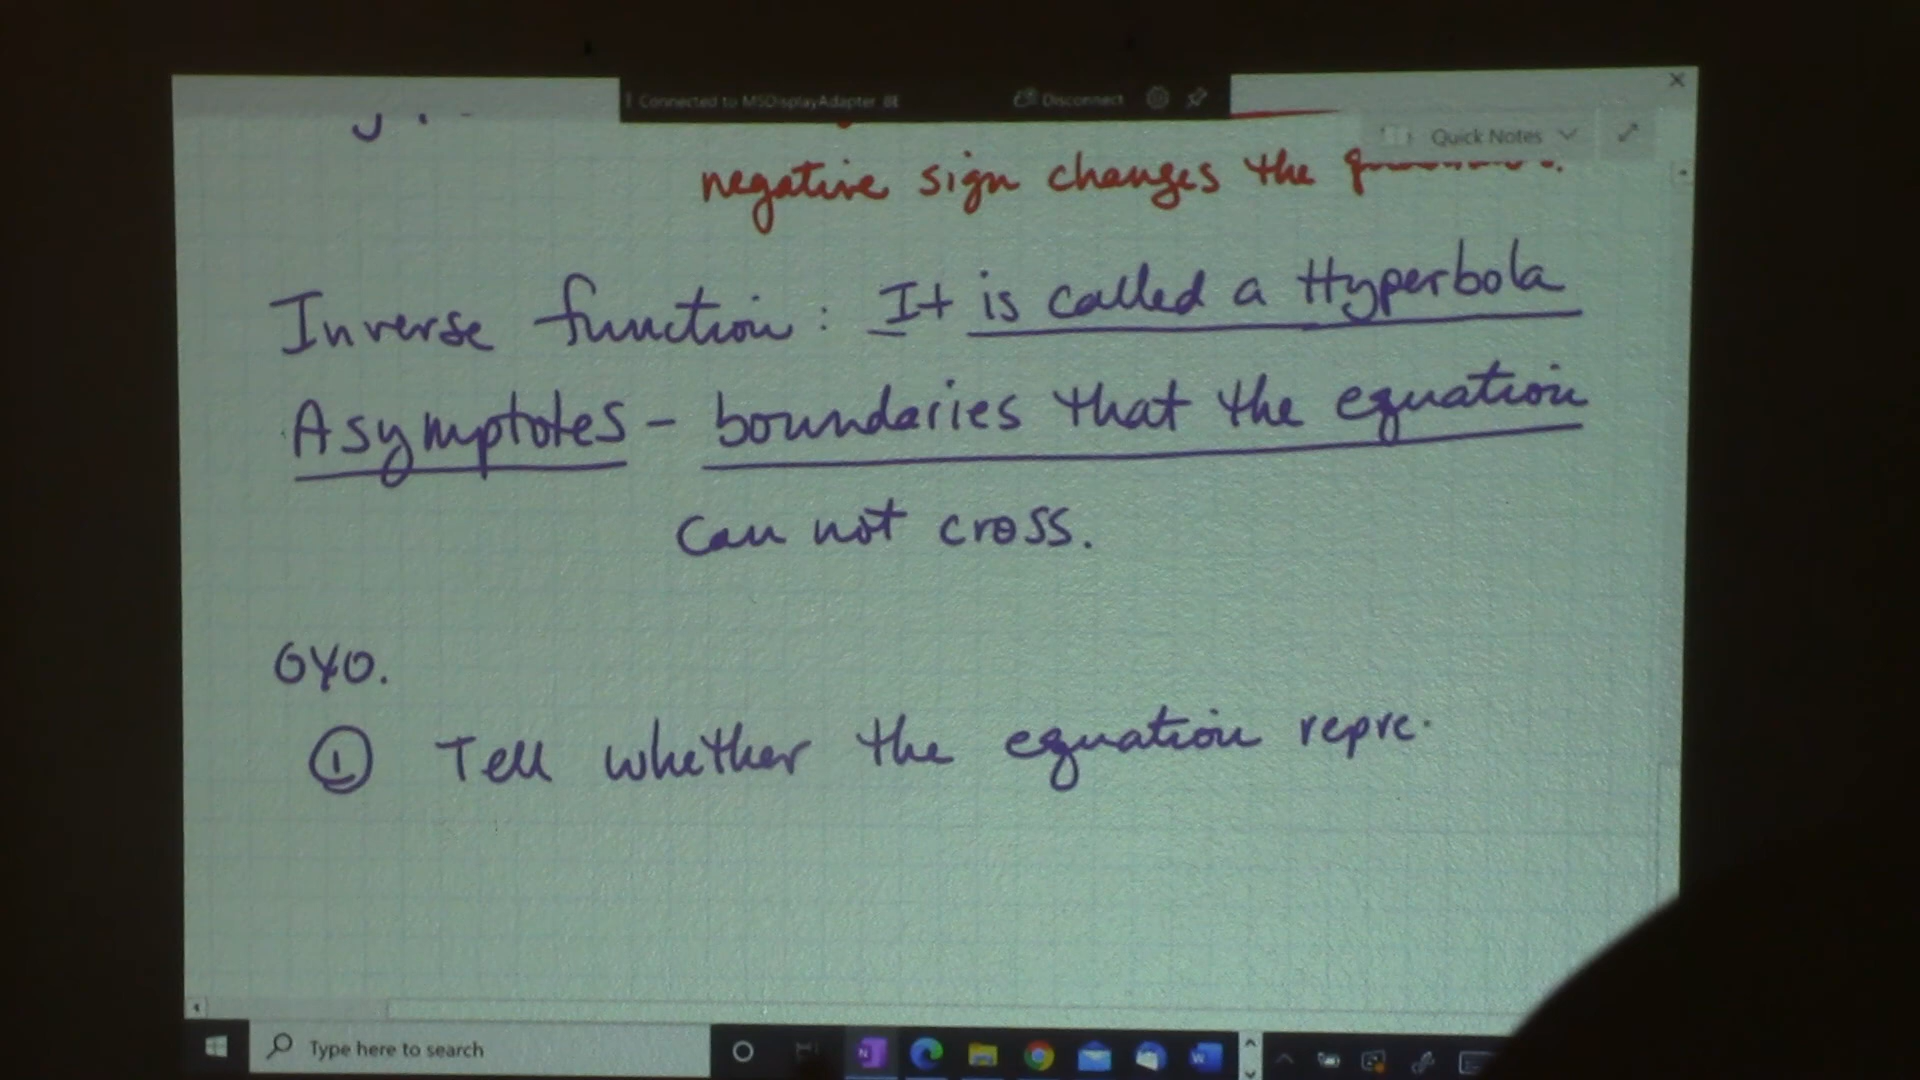 Connected to MSDisplayAdapter
Disconnect
Quick Notes
negative sign changes the
Inverse function: It is called a Hyperbola
Asymptotes - boundaries that the equation
can not cross.
OYO.
① Tell whether the equation repre.
Type here to search